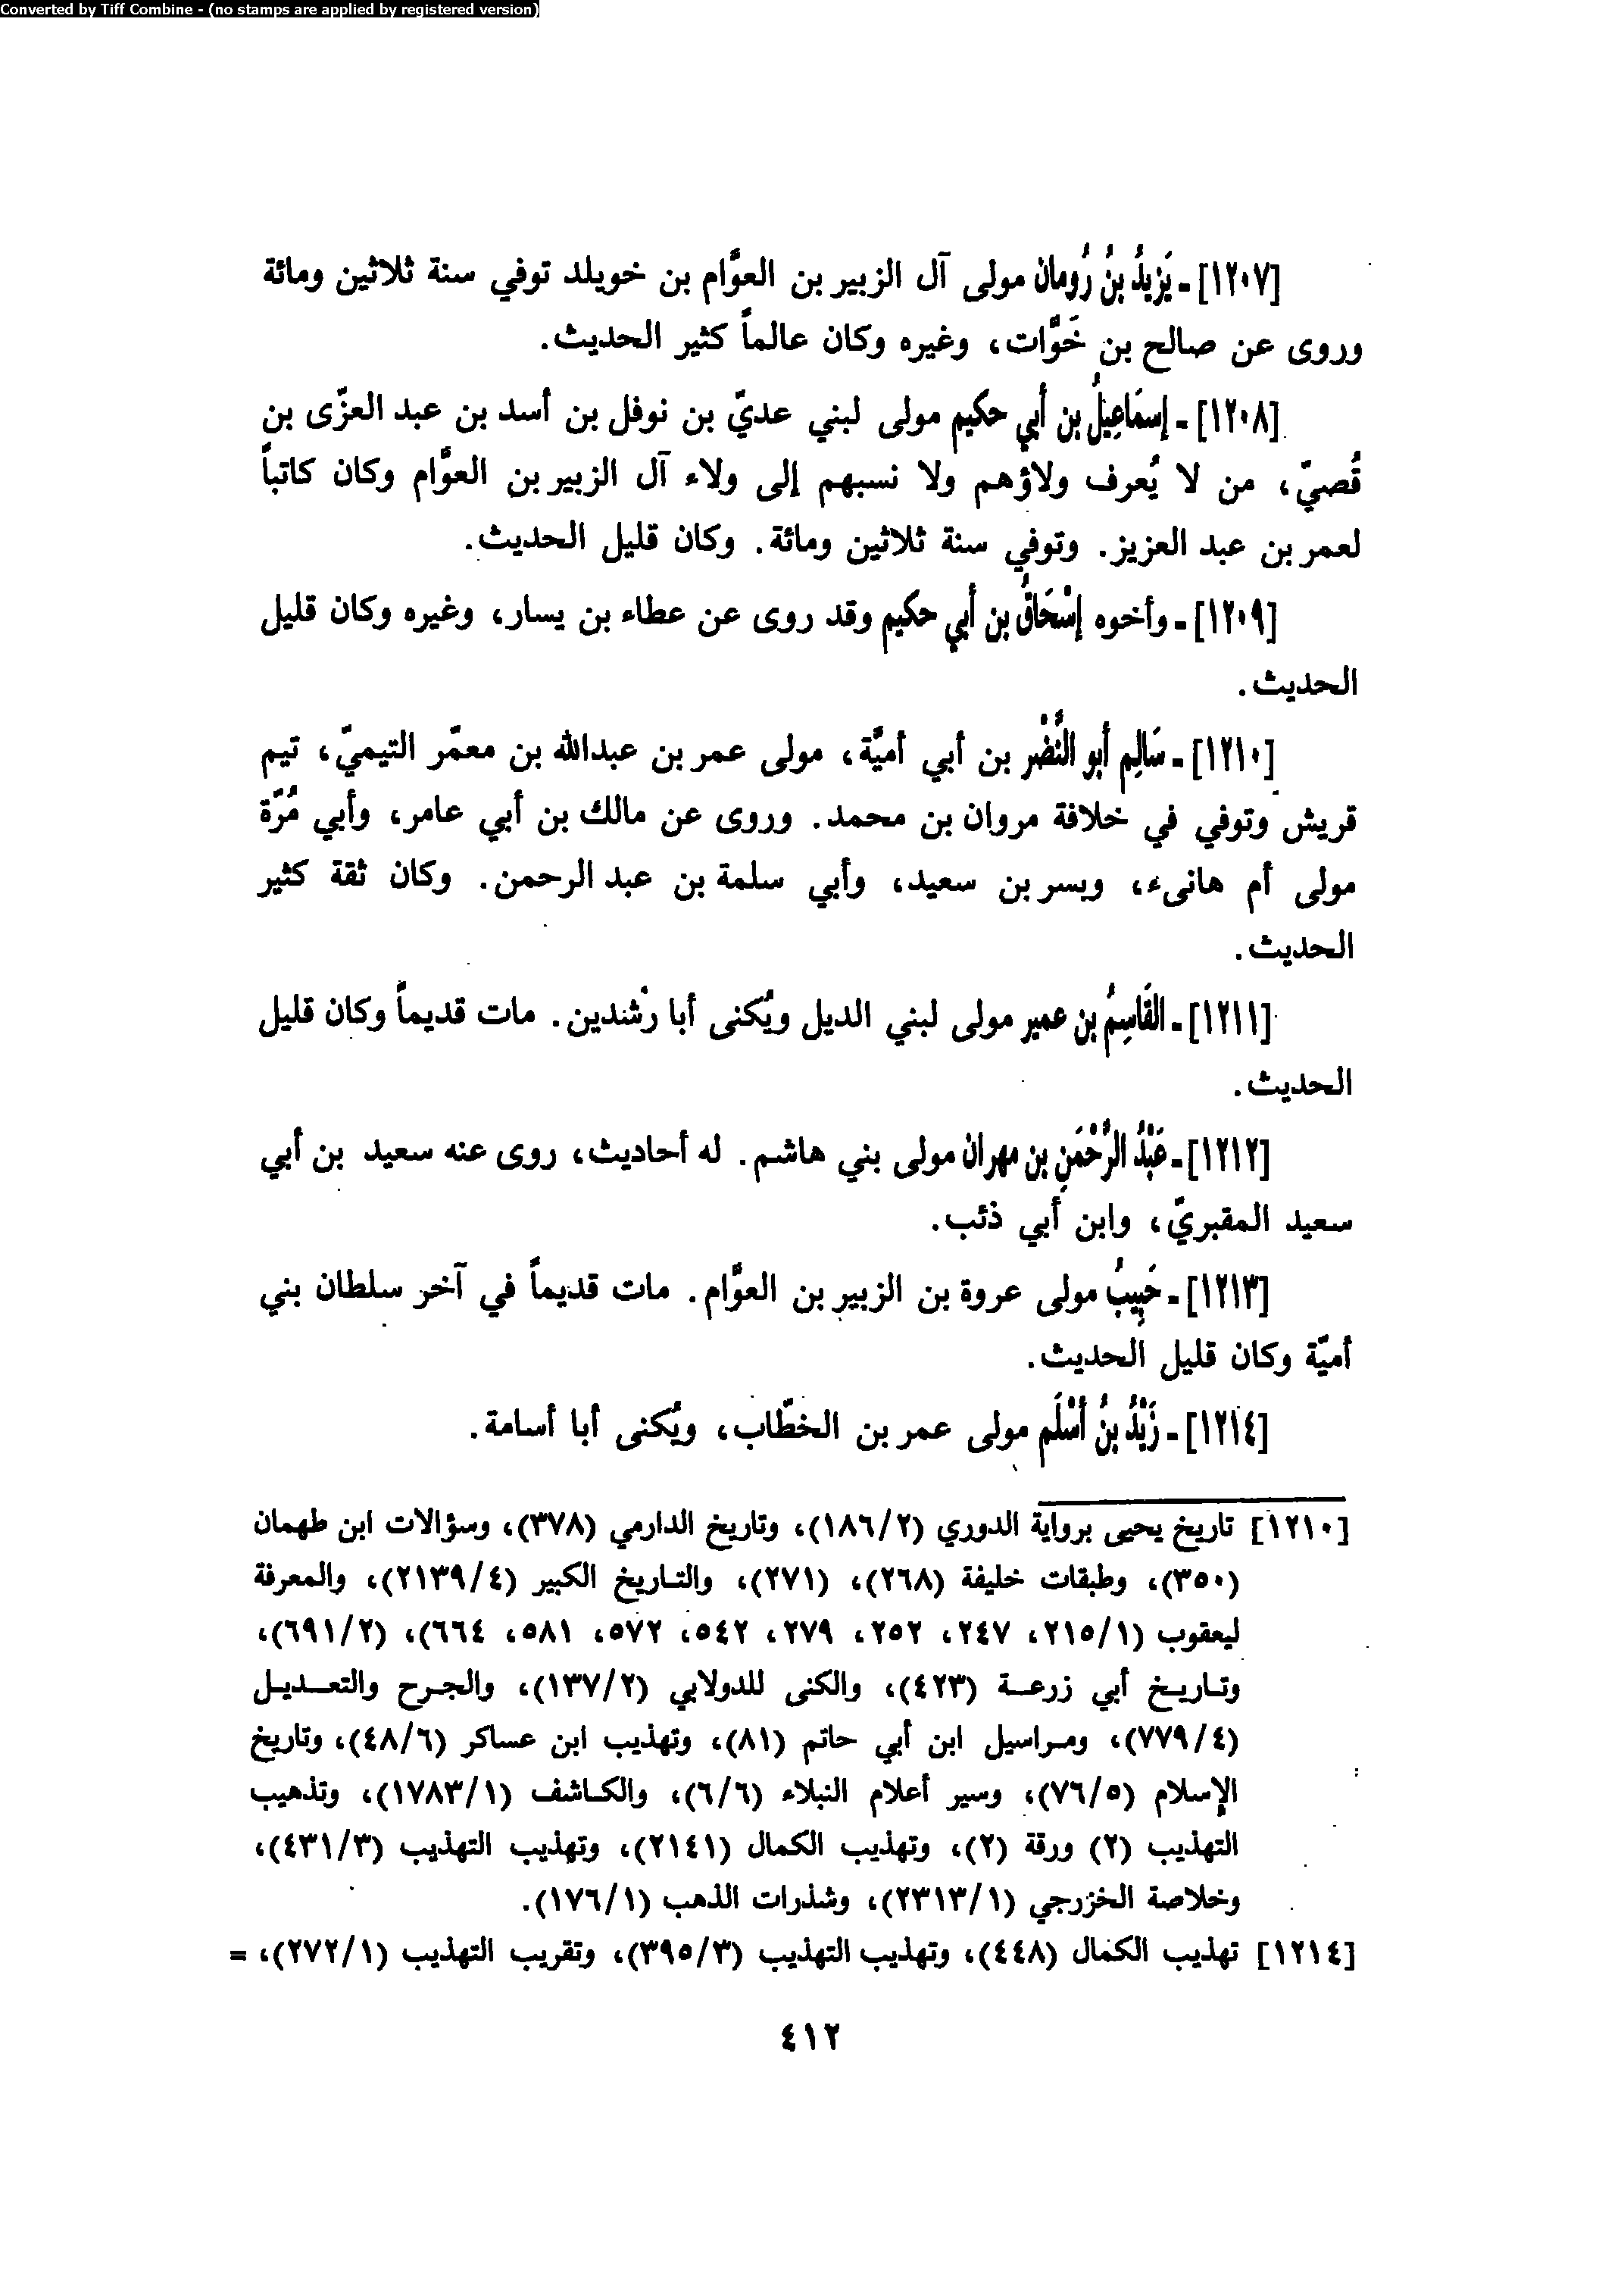 Converted by Tiff Combine - (no stamps are applied by registered version)
[١٢٠٧] ـ يَزِيدُ بنُ رُومان مولى آل الزبير بن العوَّام بن خويلد توفي سنة ثلاثين ومائة
وروى عن صالح بن خَوَّات، وغيره وكان عالماً كثير الحديث.
[١٢٠٨] ـ إسمَاعِيلُ بن أبي حكيم مولى لبني عديّ بن نوفل بن أسد بن عبد العزّى بن
قُصيّ، من لا يُعرف ولاؤهم ولا نسبهم إلى ولاء آل الزبير بن العوَّام وكان كاتباً
لعمر بن عبد العزيز. وتوفي سنة ثلاثين ومائة. وكان قليل الحديث.
[١٢٠٩] ـ وأخوه إسْحَاقُ بن أبي حكيم وقد روى عن عطاء بن يسار، وغيره وكان قليل
الحديث.
[١٢١٠] ـ سَالِم أبو النَّضْر بن أبي أميَّة، مولى عمر بن عبدالله بن معمّر التيميّ، تيم
قريش وتوفي في خلافة مروان بن محمد. وروى عن مالك بن أبي عامر، وأبي مُرّة
مولى أم هانىء، وبسر بن سعيد، وأبي سلمة بن عبد الرحمن. وكان ثقة كثير
الحديث.
[١٢١١] ـ القَاسِمُ بن عمير مولى لبني الديل ويُكنى أبا رُشدين. مات قديماً وكان قليل
الحديث.
[١٢١٢] ـ عَبْدُ الرَّحْمَنِ بن مهران مولى بني هاشم. له أحاديث، روى عنه سعيد بن أبي
سعيد المقبريّ، وابن أبي ذئب.
[١٢١٣] ـ حَبِيبُ مولى عروة بن الزبير بن العوَّام. مات قديماً في آخر سلطان بني
أميّة وكان قليل الحديث.
[١٢١٤] ـ زَيْدُ بنُ أسْلَم مولى عمر بن الخطّاب، ويُكنى أبا أسامة.
[١٢١٠] تاريخ يحيى برواية الدوري (١٨٦/٢)، وتاريخ الدارمي (٣٧٨)، وسؤالات ابن طهمان
(٣٥٠)، وطبقات خليفة (٢٦٨)، (٢٧١)، والتاريخ الكبير (٢١٣٩/٤)، والمعرفة
ليعقوب (٢١٥/١، ٢٤٧، ٢٥٢، ٢٧٩، ٥٤٢، ٥٧٢، ٥٨١، ٦٦٤)، (٦٩١/٢)،
وتاريخ أبي زرعة (٤٢٣)، والكنى للدولابي (١٣٧/٢)، والجرح والتعديل
(٧٧٩/٤)، ومراسيل ابن أبي حاتم (٨١)، وتهذيب ابن عساكر (٤٨/٦)، وتاريخ
الإسلام (٧٦/٥)، وسير أعلام النبلاء (٦/٦)، والكاشف (١٧٨٣/١)، وتذهيب
التهذيب (٢) ورقة (٢)، وتهذيب الكمال (٢١٤١)، وتهذيب التهذيب (٤٣١/٣)،
وخلاصة الخزرجي (٢٣١٣/١)، وشذرات الذهب (١٧٦/١).
[١٢١٤] تهذيب الكمال (٤٤٨)، وتهذيب التهذيب (٣٩٥/٣)، وتقريب التهذيب (٢٧٢/١)، =
٤١٢